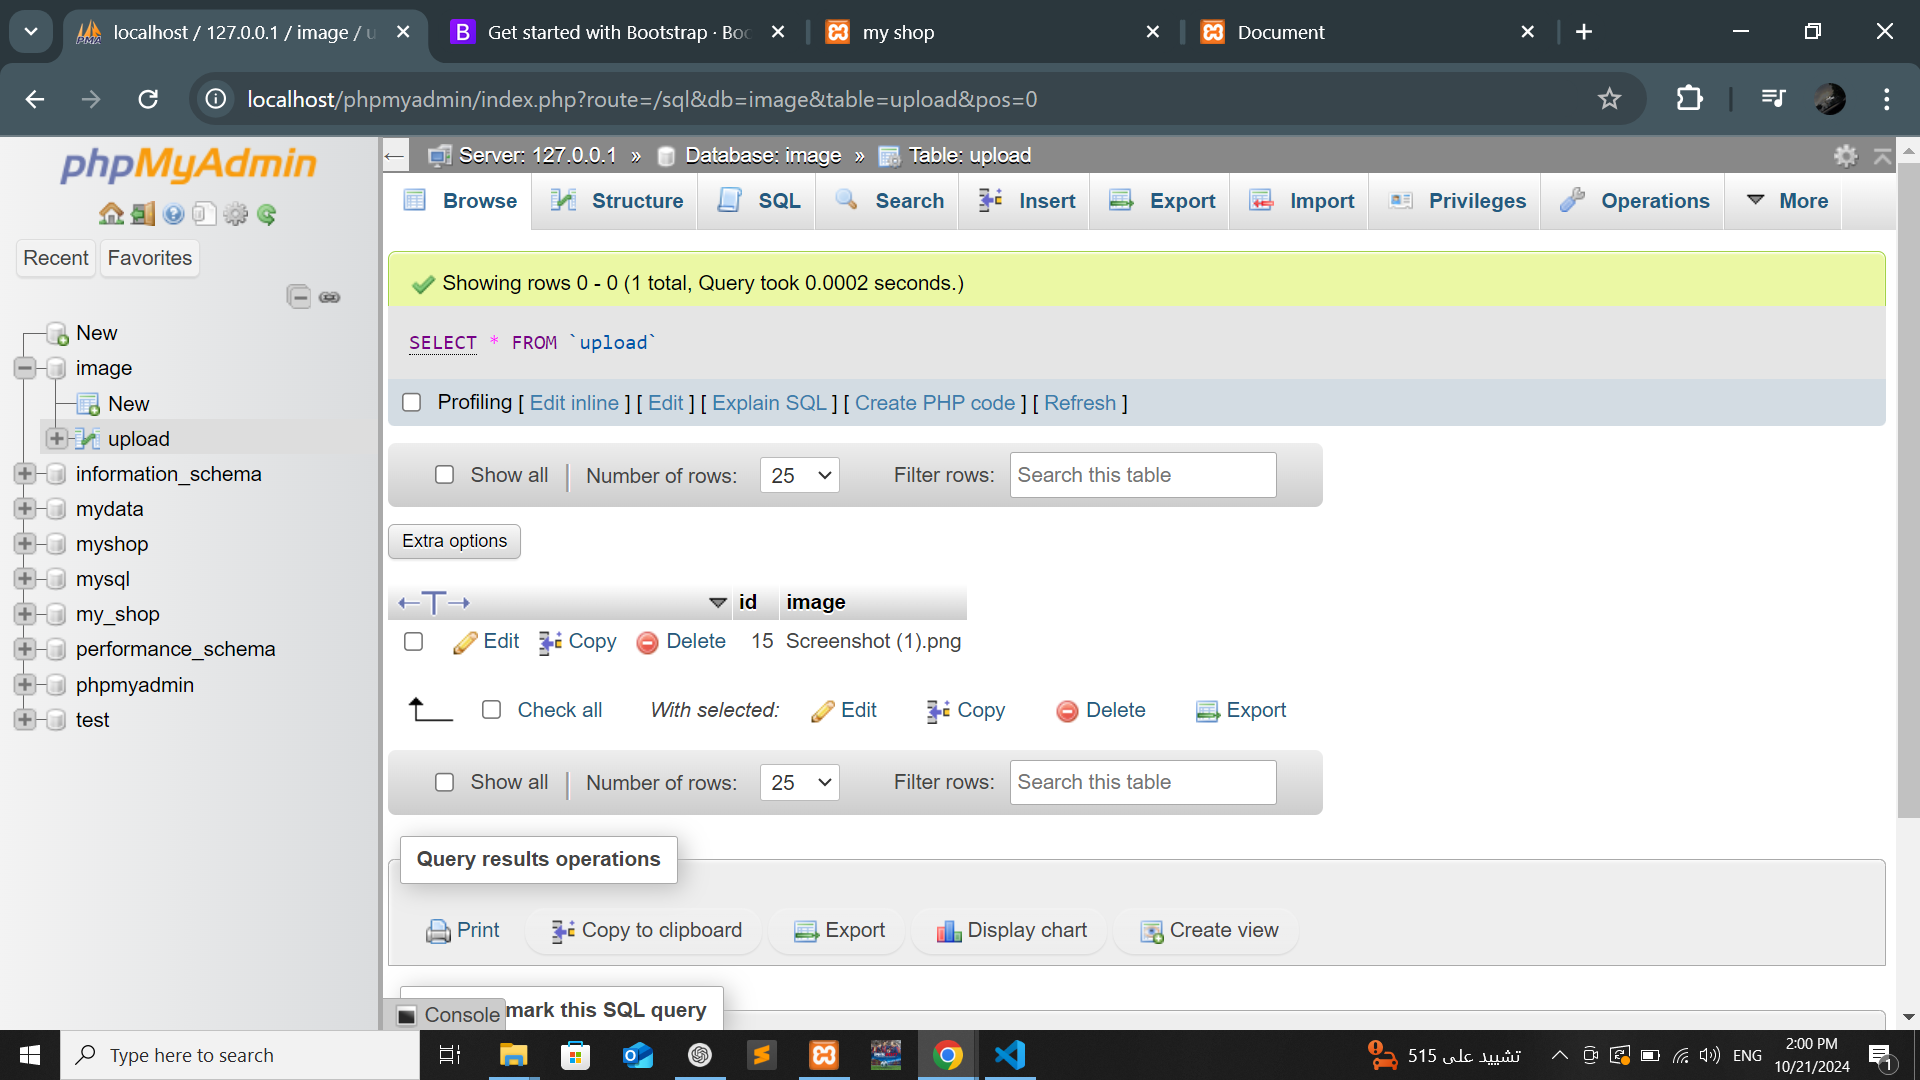 localhost / 127.0.0.1 / image / u
Get started with Bootstrap · Boo
my shop
Document
localhost/phpmyadmin/index.php?route=/sql&db=image&table=upload&pos=0
phpMyAdmin
Recent
Favorites
New
image
New
upload
information_schema
mydata
myshop
mysql
my_shop
performance_schema
phpmyadmin
test
Server: 127.0.0.1 » Database: image » Table: upload
Browse
Structure
SQL
Search
Insert
Export
Import
Privileges
Operations
More
Showing rows 0 - 0 (1 total, Query took 0.0002 seconds.)
SELECT * FROM `upload`
Profiling [ Edit inline ] [ Edit ] [ Explain SQL ] [ Create PHP code ] [ Refresh ]
Show all | Number of rows: 25 Filter rows: Search this table
Extra options
id image
Edit Copy Delete 15 Screenshot (1).png
Check all With selected: Edit Copy Delete Export
Show all | Number of rows: 25 Filter rows: Search this table
Query results operations
Print Copy to clipboard Export Display chart Create view
Console
mark this SQL query
Type here to search
تشييد على 515
ENG
2:00 PM
10/21/2024
1